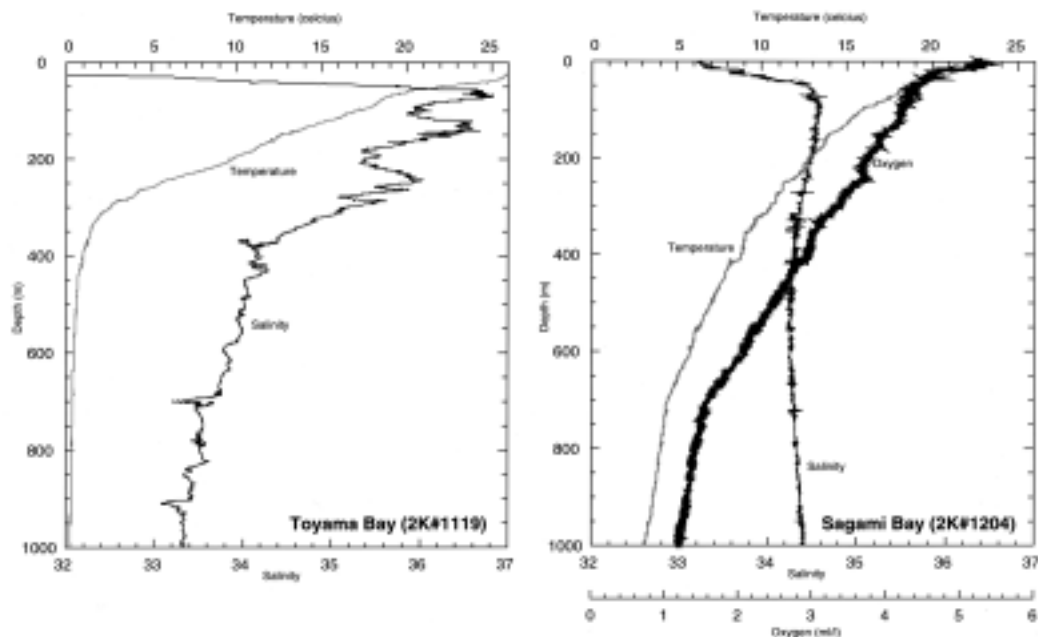 Temperature (celcius)
0 5 10 15 20 25
0
200
400
600
800
1000
Depth (m)
Temperature
Salinity
Toyama Bay (2K#1119)
32 33 34 35 36 37
Salinity
Temperature (celcius)
0 5 10 15 20 25
0
200
400
600
800
1000
Depth (m)
Oxygen
Temperature
Salinity
Sagami Bay (2K#1204)
32 33 34 35 36 37
Salinity
0 1 2 3 4 5 6
Oxygen (ml/l)